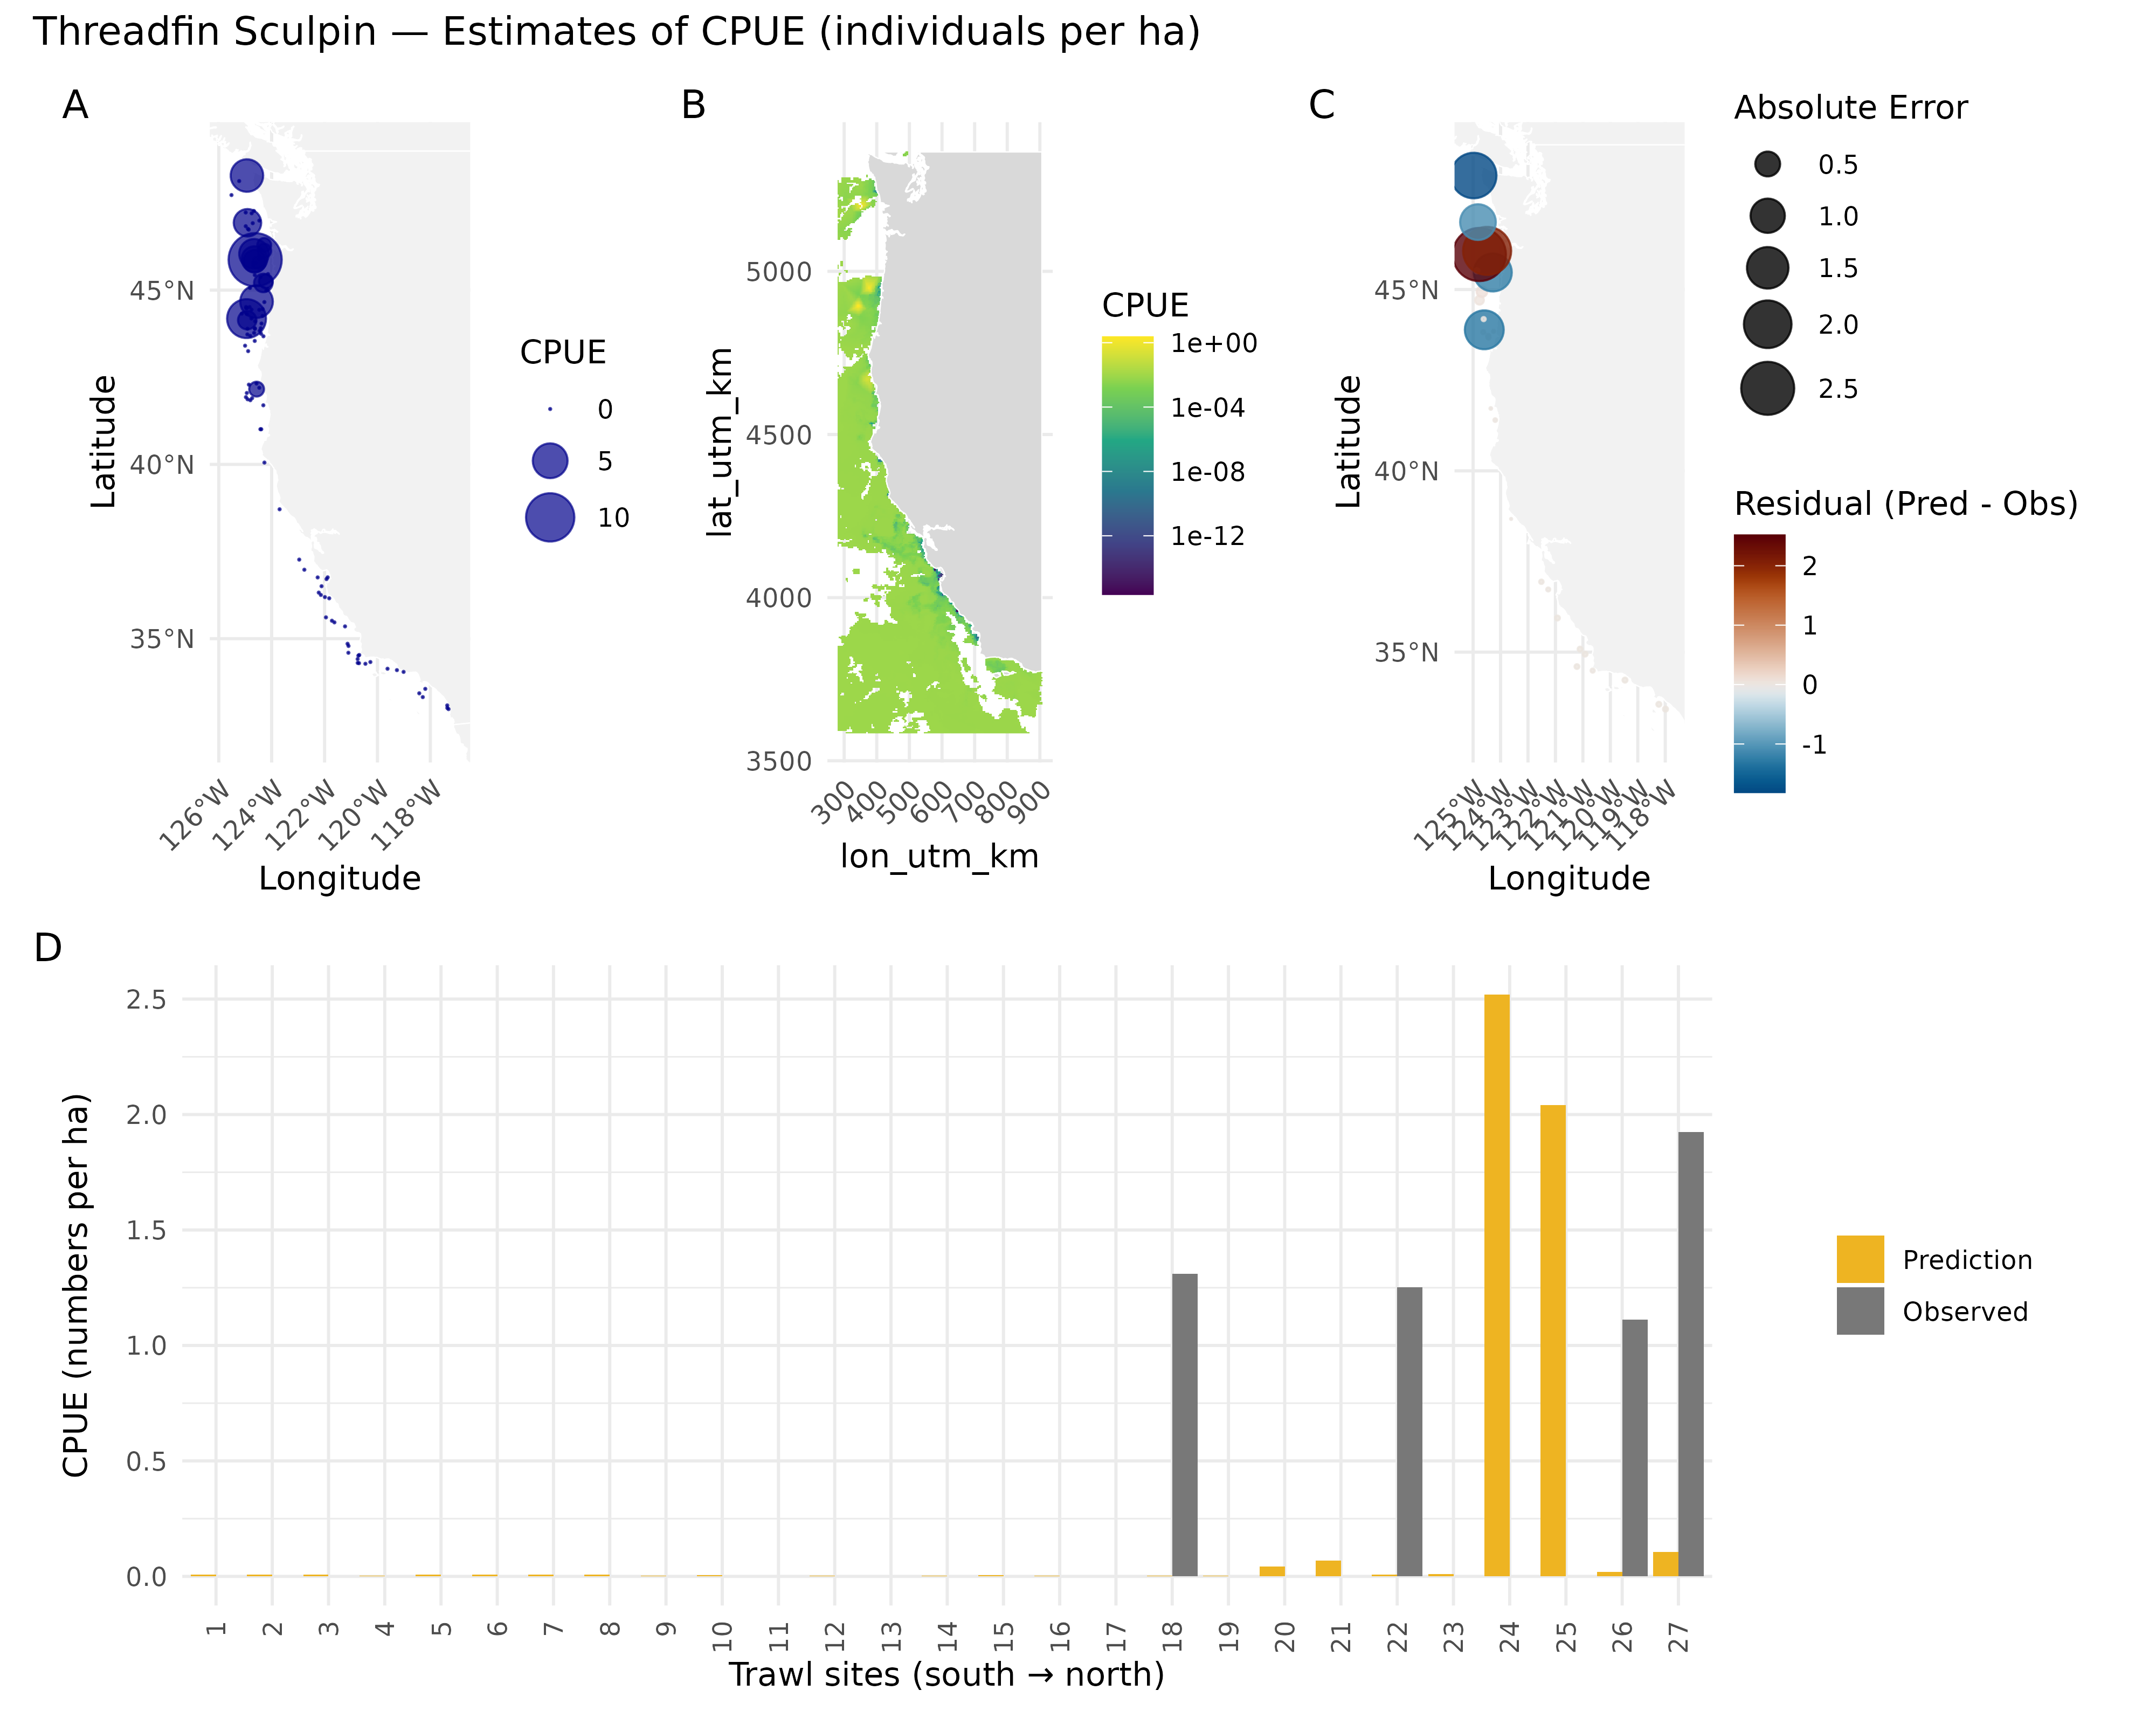 Threadfin Sculpin — Estimates of CPUE (individuals per ha)
A
45°N
40°N
35°N
Latitude
126°W
124°W
122°W
120°W
118°W
Longitude
CPUE
0
5
10
B
5000
4500
4000
3500
lat_utm_km
300
400
500
600
700
800
900
lon_utm_km
CPUE
1e+00
1e-04
1e-08
1e-12
C
45°N
40°N
35°N
Latitude
125°W
124°W
123°W
122°W
121°W
120°W
119°W
118°W
Longitude
Absolute Error
0.5
1.0
1.5
2.0
2.5
Residual (Pred - Obs)
2
1
0
-1
D
2.5
2.0
1.5
1.0
0.5
0.0
CPUE (numbers per ha)
1
2
3
4
5
6
7
8
9
10
11
12
13
14
15
16
17
18
19
20
21
22
23
24
25
26
27
Trawl sites (south → north)
Prediction
Observed